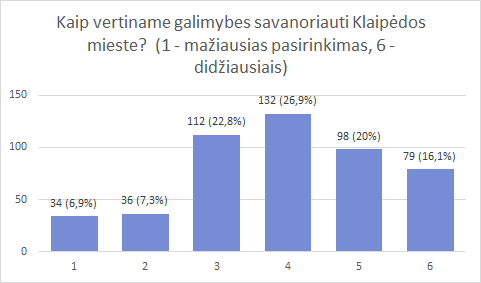 Kaip vertiname galimybes savanoriauti Klaipėdos
mieste?  (1 - mažiausias pasirinkimas, 6 -
didžiausiais)
150
100
50
0
34 (6,9%)
36 (7,3%)
112 (22,8%)
132 (26,9%)
98 (20%)
79 (16,1%)
1 2 3 4 5 6